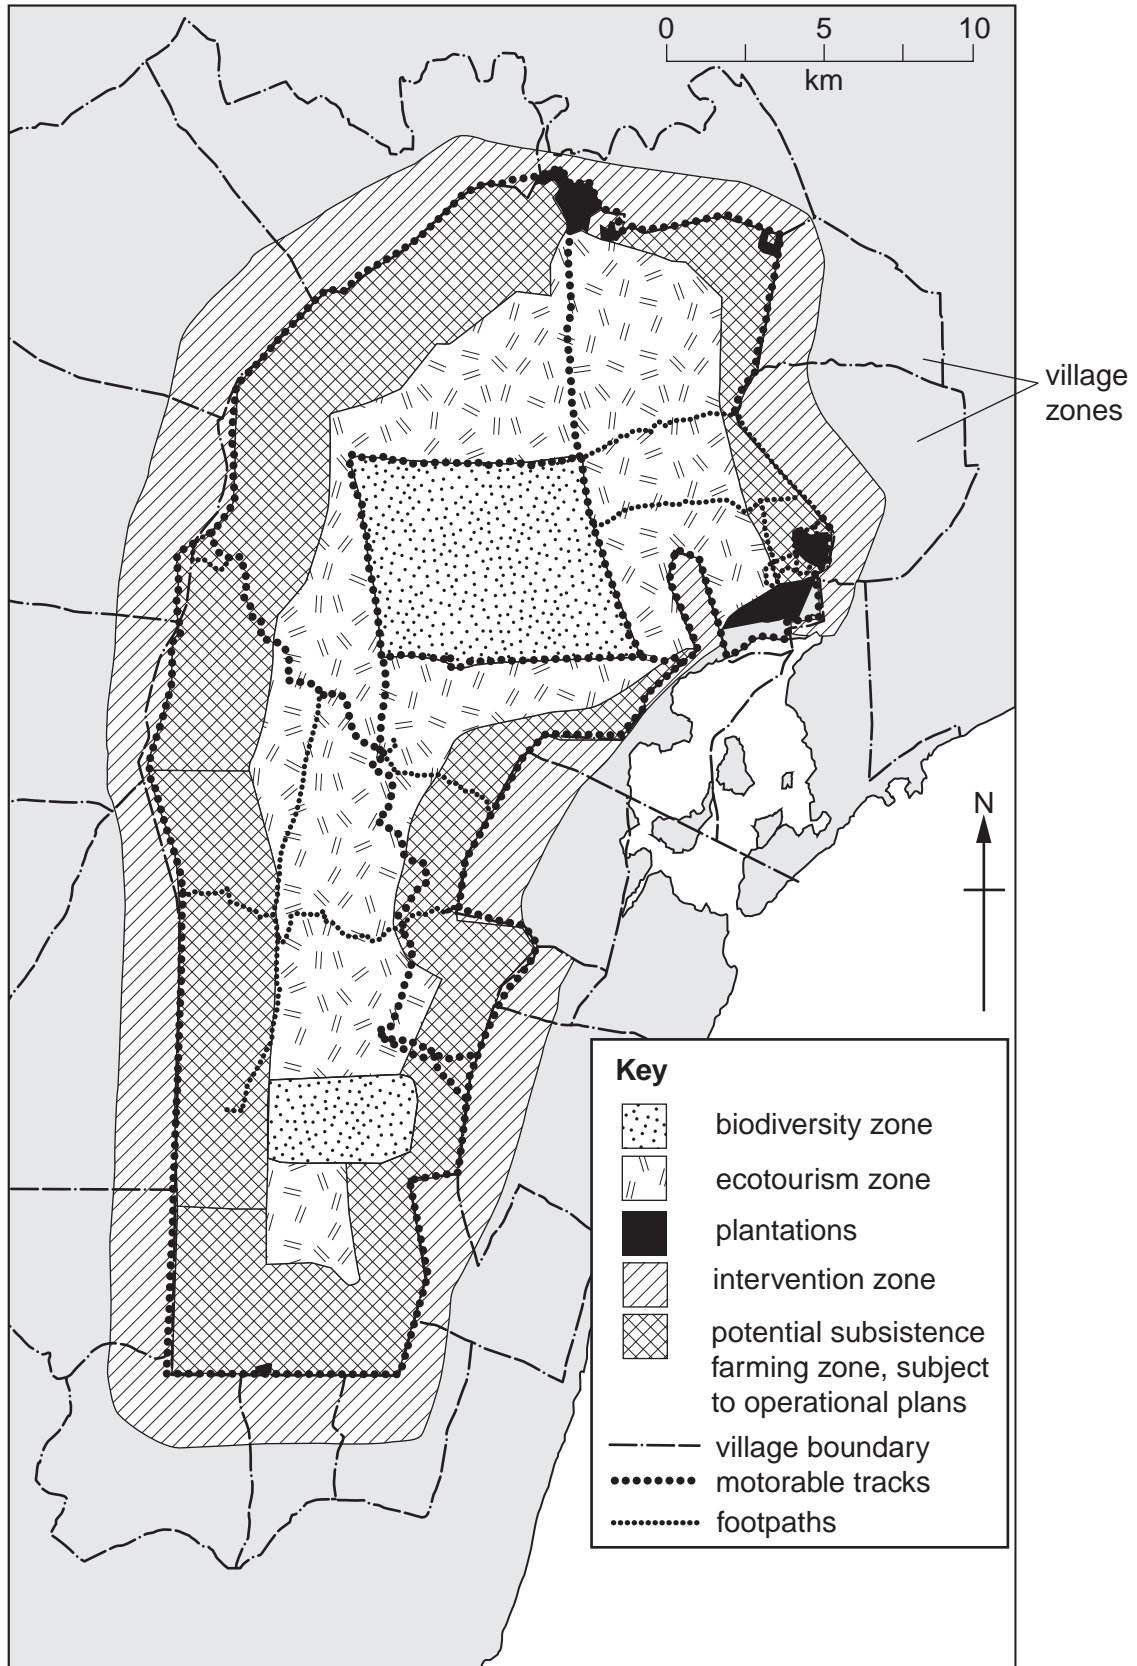 0 5 10
km
village
zones
N
Key
biodiversity zone
ecotourism zone
plantations
intervention zone
potential subsistence
farming zone, subject
to operational plans
village boundary
motorable tracks
footpaths